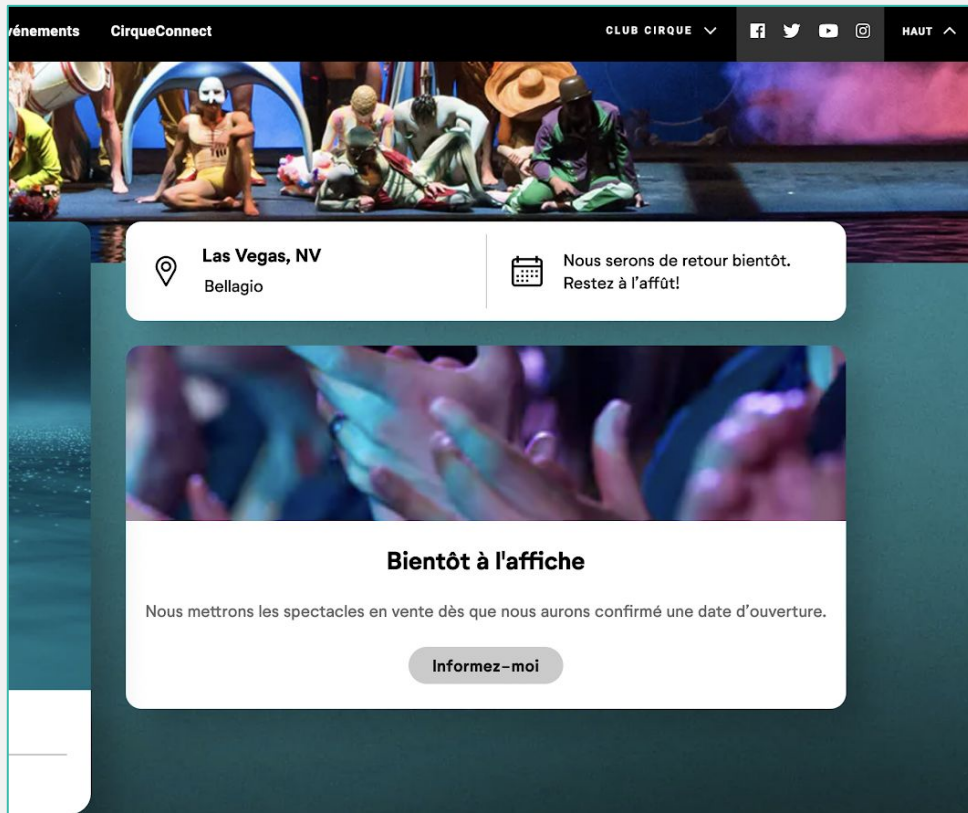 vénements CirqueConnect CLUB CIRQUE HAUT
Las Vegas, NV
Bellagio
Nous serons de retour bientôt.
Restez à l'affût!
Bientôt à l'affiche
Nous mettrons les spectacles en vente dès que nous aurons confirmé une date d'ouverture.
Informez-moi